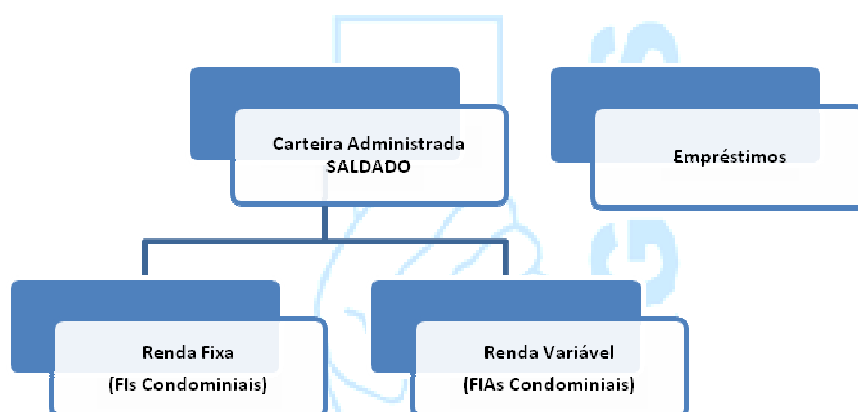 Carteira Administrada
SALDADO
Empréstimos
Renda Fixa
(FIs Condominiais)
Renda Variável
(FIAs Condominiais)